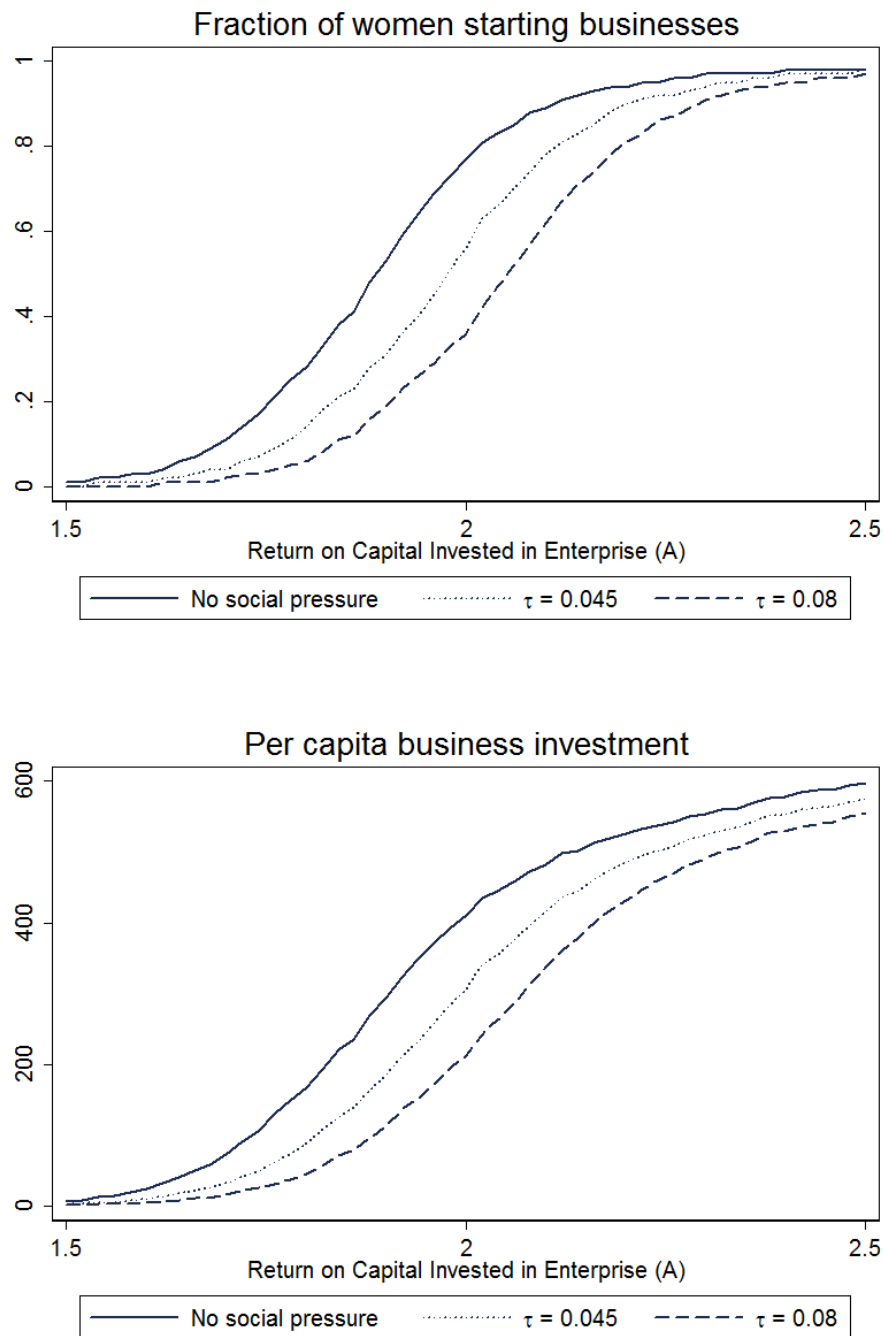 Fraction of women starting businesses
1
.8
.6
.4
.2
0
1.5 2 2.5
Return on Capital Invested in Enterprise (A)
No social pressure τ = 0.045 τ = 0.08
Per capita business investment
600
400
200
0
1.5 2 2.5
Return on Capital Invested in Enterprise (A)
No social pressure τ = 0.045 τ = 0.08